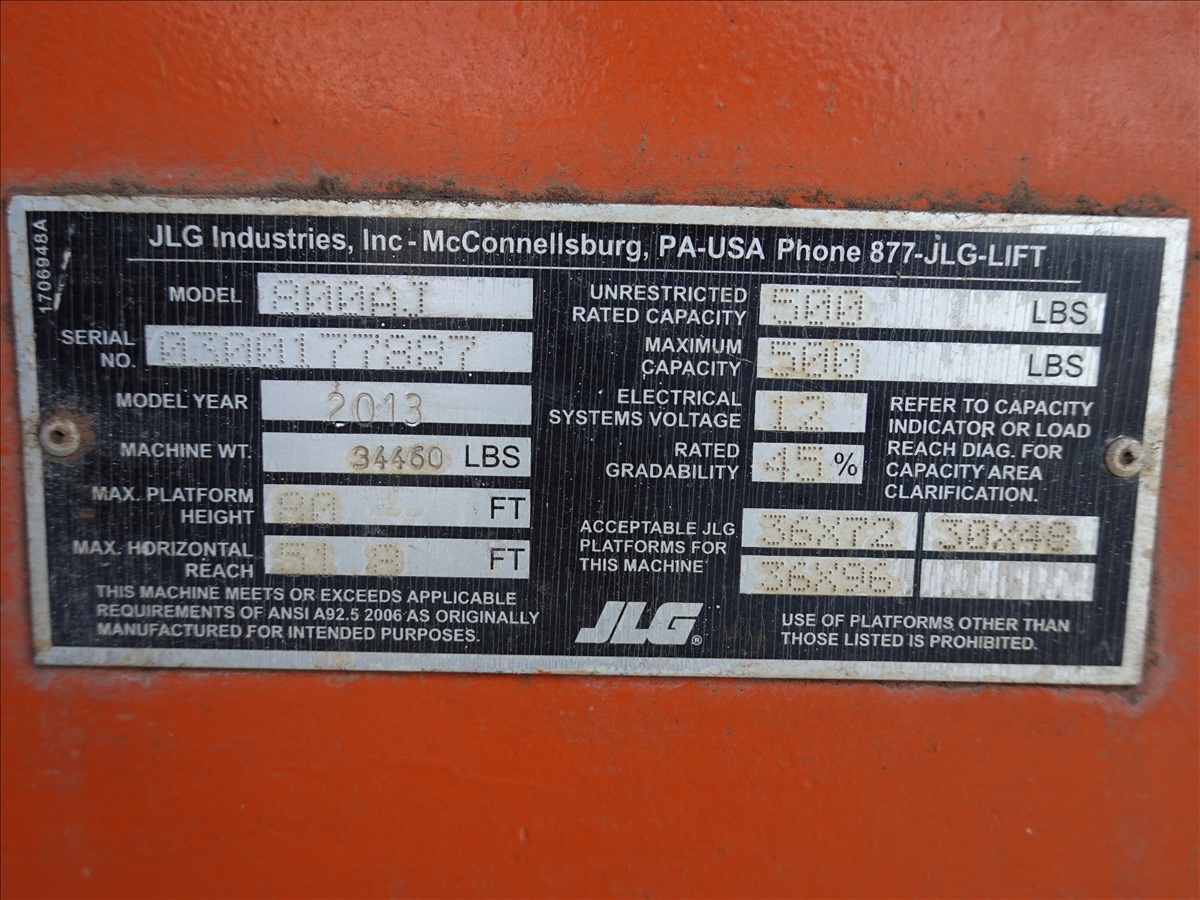 1706948A
JLG Industries, Inc - McConnellsburg, PA-USA Phone 877-JLG-LIFT
MODEL 800AJ
SERIAL NO. 0300177887
MODEL YEAR 2013
MACHINE WT. 34460 LBS
MAX. PLATFORM HEIGHT 80 FT
MAX. HORIZONTAL REACH 51.8 FT
THIS MACHINE MEETS OR EXCEEDS APPLICABLE
REQUIREMENTS OF ANSI A92.5 2006 AS ORIGINALLY
MANUFACTURED FOR INTENDED PURPOSES.
UNRESTRICTED RATED CAPACITY 500 LBS
MAXIMUM CAPACITY 500 LBS
ELECTRICAL SYSTEMS VOLTAGE 12
RATED GRADABILITY 45 %
REFER TO CAPACITY
INDICATOR OR LOAD
REACH DIAG. FOR
CAPACITY AREA
CLARIFICATION.
ACCEPTABLE JLG
PLATFORMS FOR
THIS MACHINE
36X72 30X48
36X96
JLG®
USE OF PLATFORMS OTHER THAN
THOSE LISTED IS PROHIBITED.